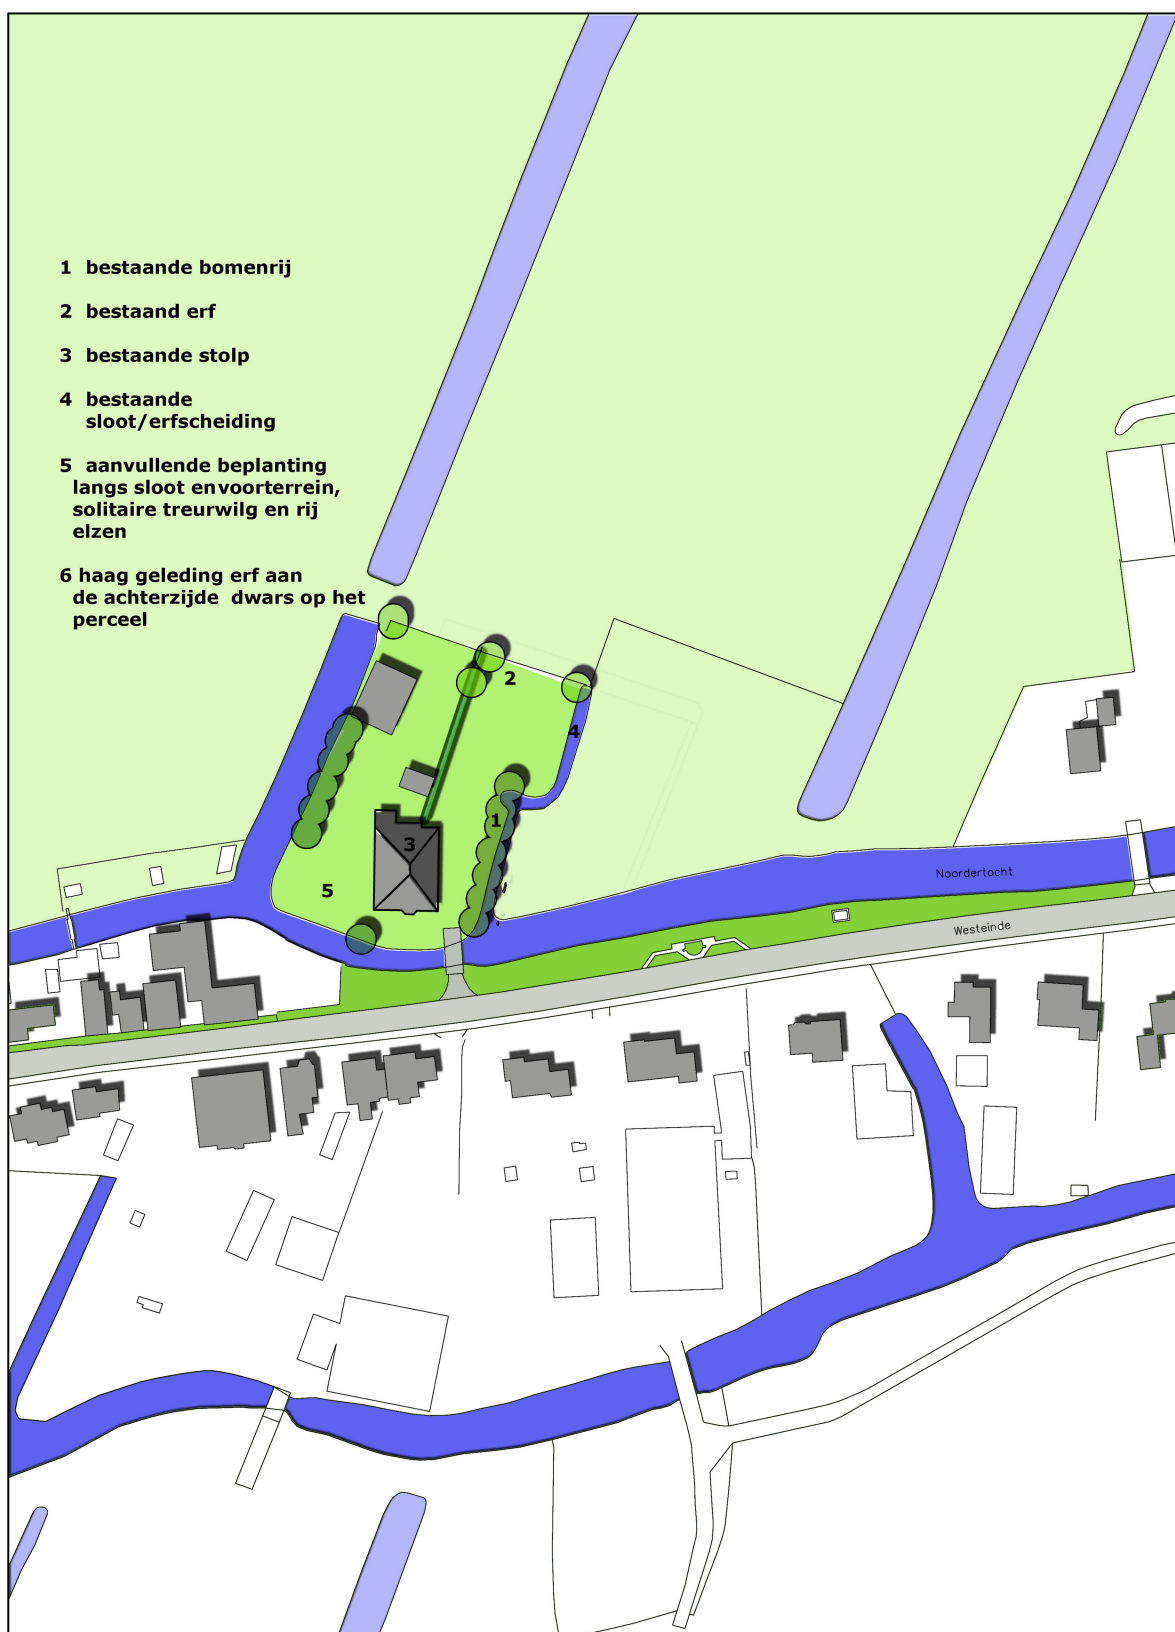 1 bestaande bomenrij
2 bestaand erf
3 bestaande stolp
4 bestaande
sloot/erfscheiding
5 aanvullende beplanting
langs sloot envoorterrein,
solitaire treurwilg en rij
elzen
6 haag geleding erf aan
de achterzijde dwars op het
perceel
2
4
1
3
5
Noordertocht
Westeinde